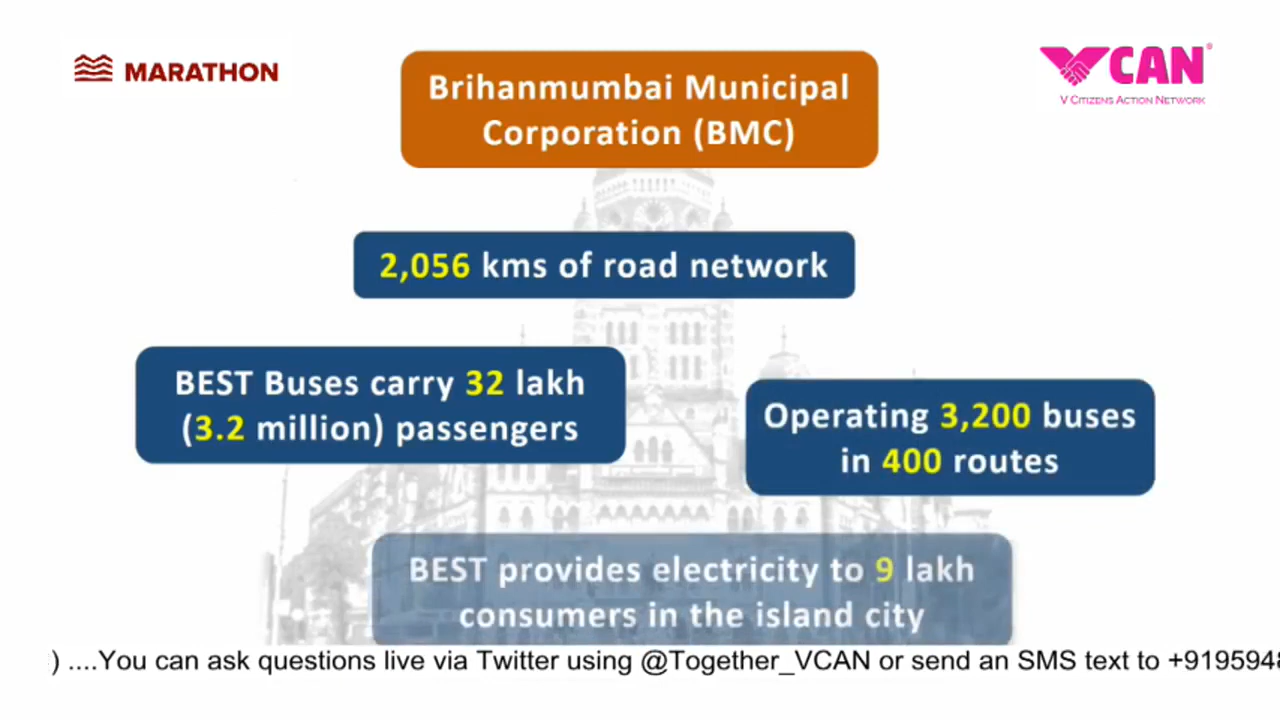 MARATHON
VCAN
V CITIZENS ACTION NETWORK
Brihanmumbai Municipal
Corporation (BMC)
2,056 kms of road network
BEST Buses carry 32 lakh
(3.2 million) passengers
Operating 3,200 buses
in 400 routes
BEST provides electricity to 9 lakh
consumers in the island city
) ....You can ask questions live via Twitter using @Together_VCAN or send an SMS text to +9195948